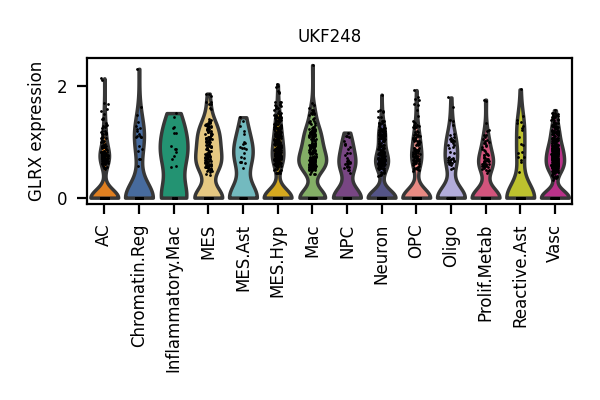 UKF248
GLRX expression
2
0
AC
Chromatin.Reg
Inflammatory.Mac
MES
MES.Ast
MES.Hyp
Mac
NPC
Neuron
OPC
Oligo
Prolif.Metab
Reactive.Ast
Vasc